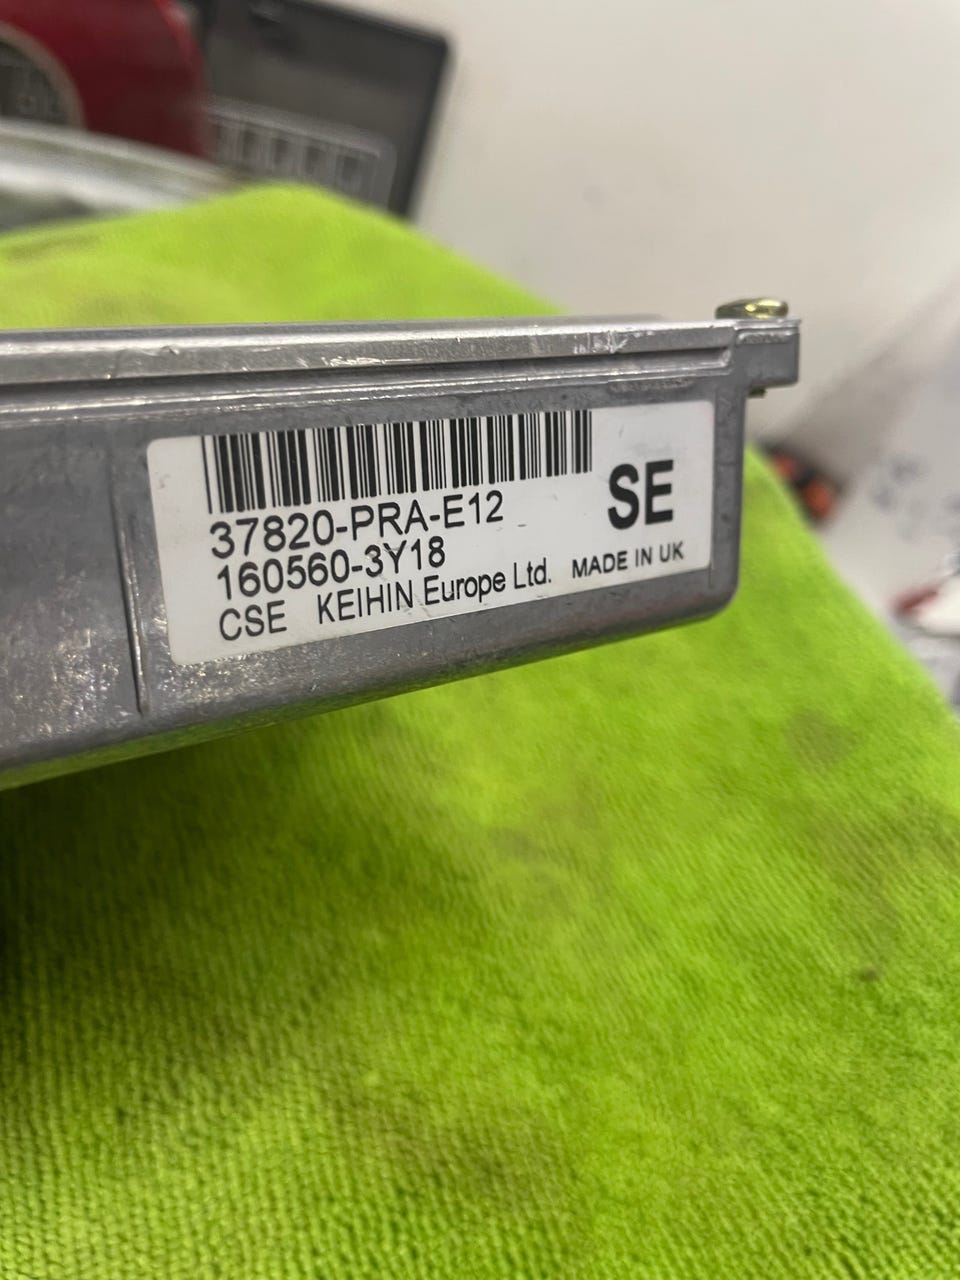 37820-PRA-E12
SE
160560-3Y18
CSE KEIHIN Europe Ltd. MADE IN UK